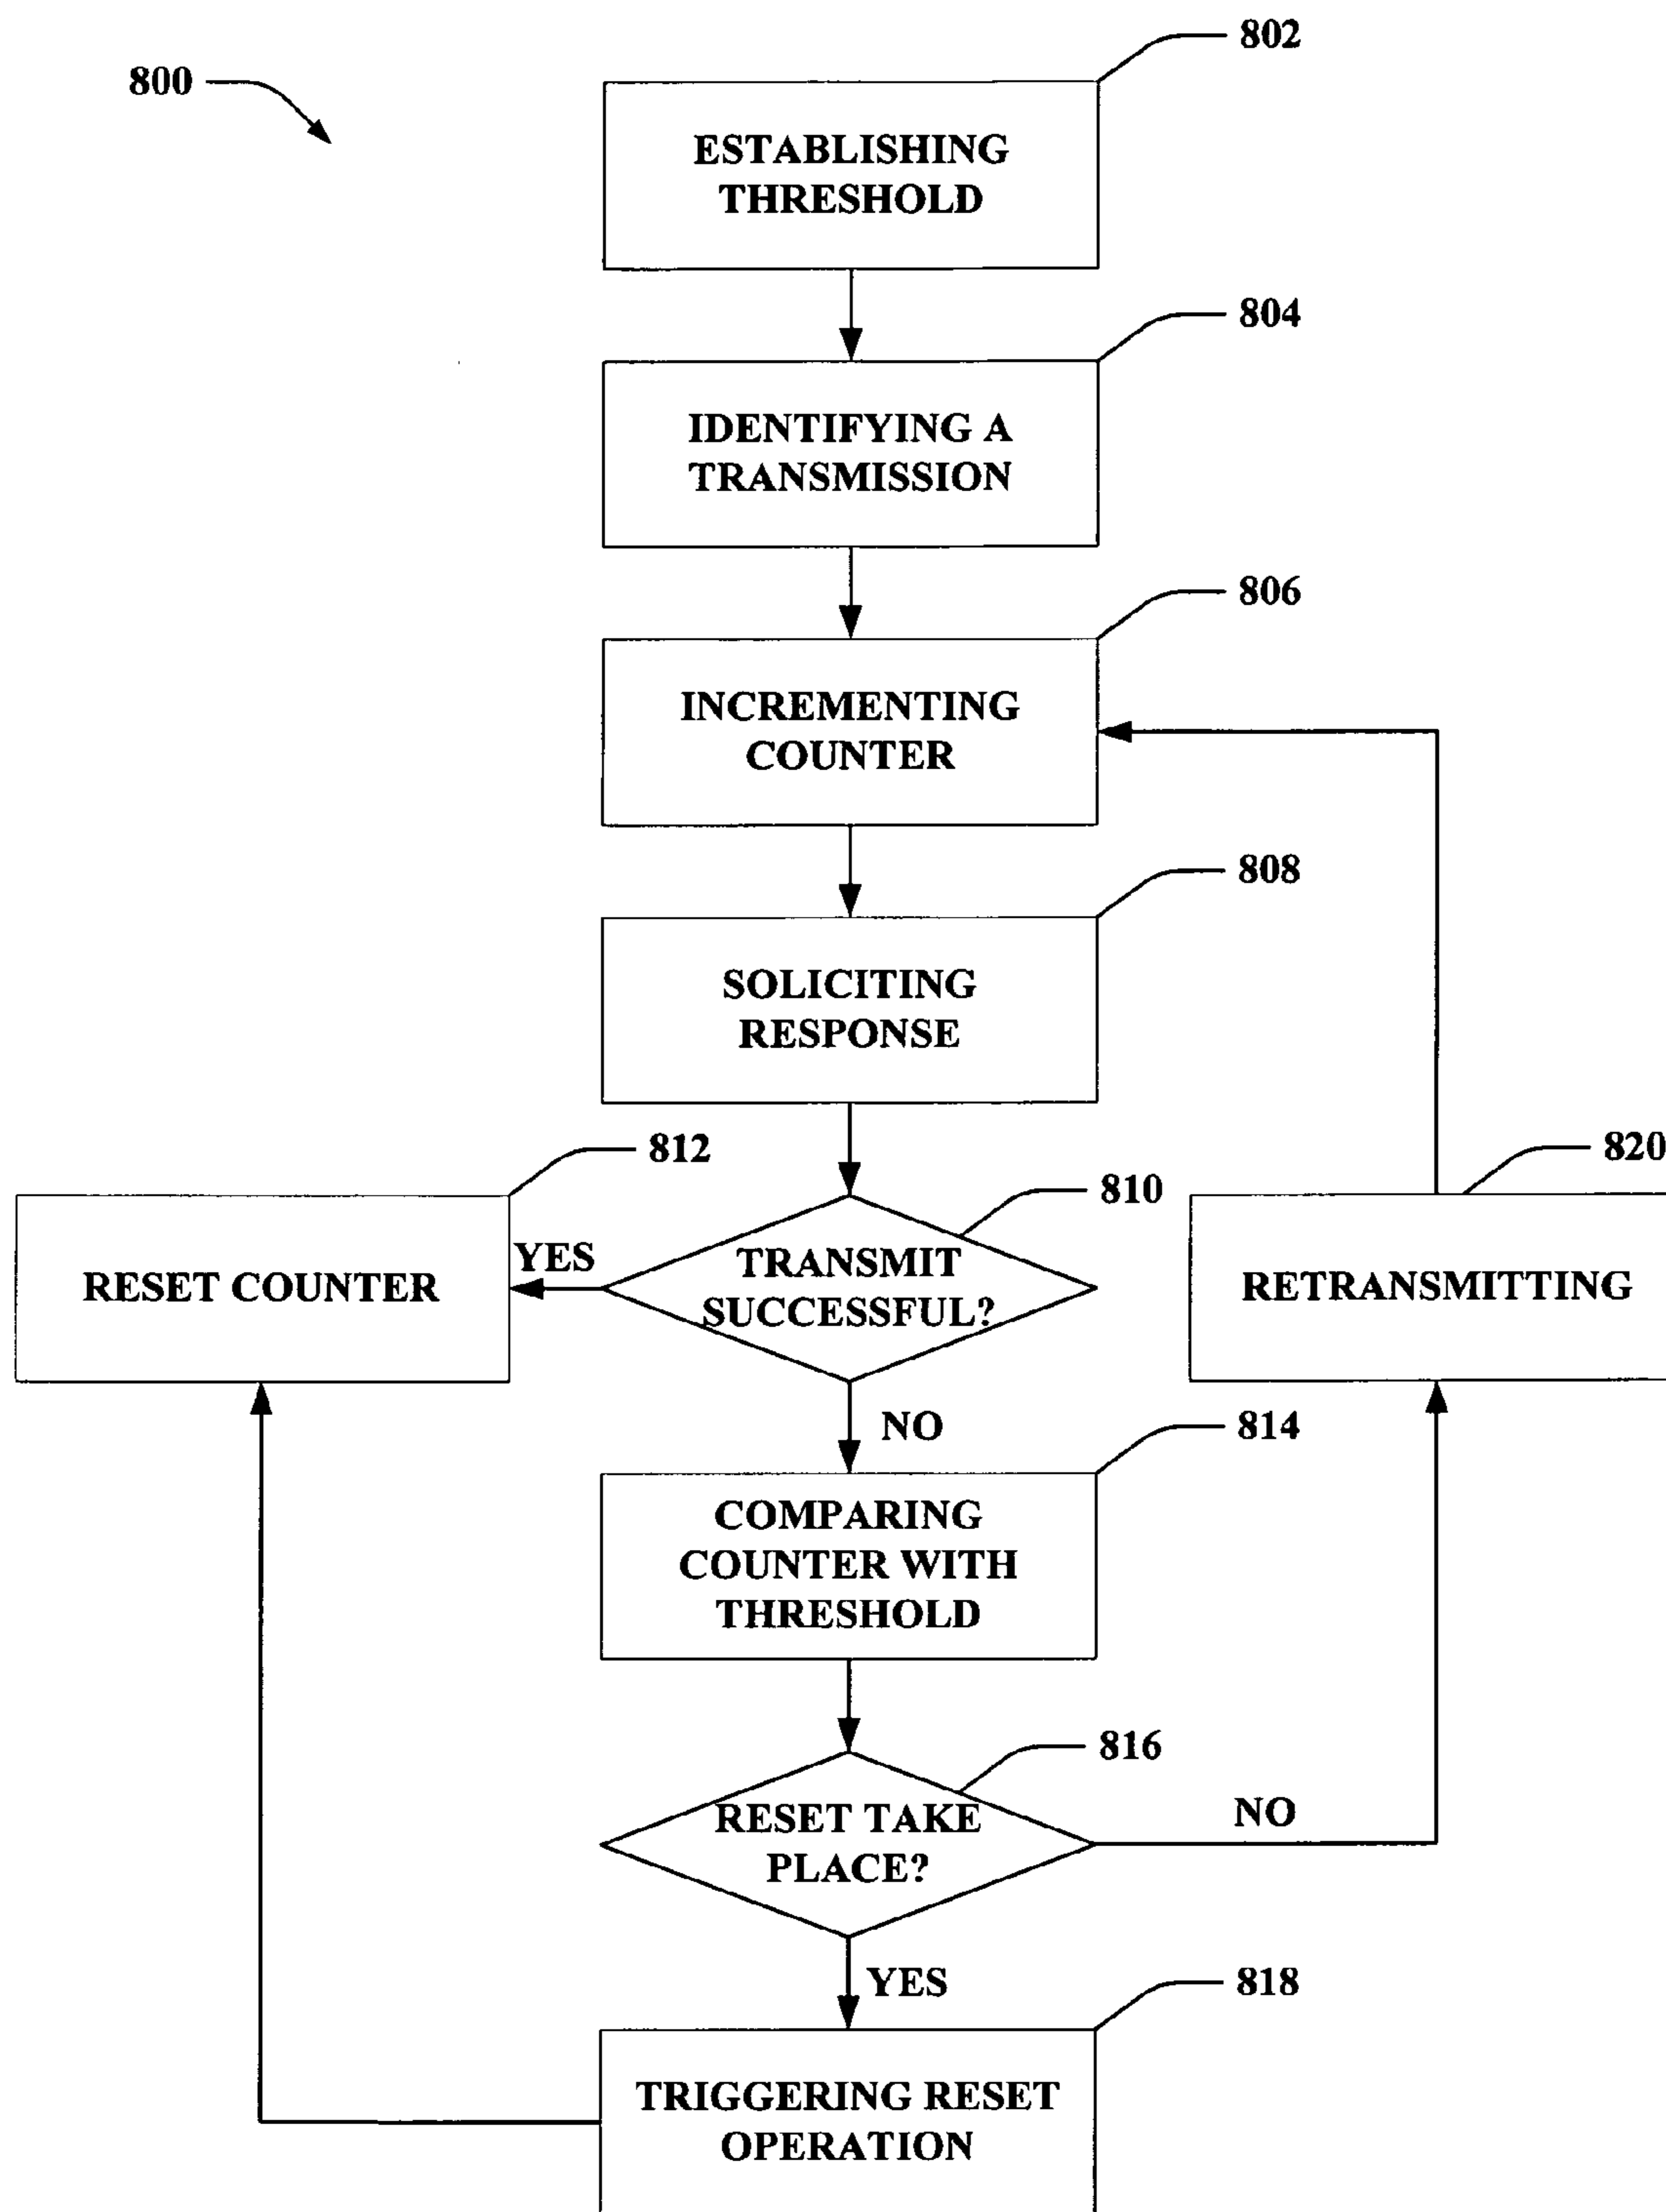 802
800
ESTABLISHING
THRESHOLD
804
IDENTIFYING A
TRANSMISSION
806
INCREMENTING
COUNTER
808
SOLICITING
RESPONSE
812
820
810
YES
TRANSMIT
SUCCESSFUL?
RESET COUNTER
RETRANSMITTING
NO
814
COMPARING
COUNTER WITH
THRESHOLD
816
RESET TAKE
PLACE?
NO
YES
818
TRIGGERING RESET
OPERATION